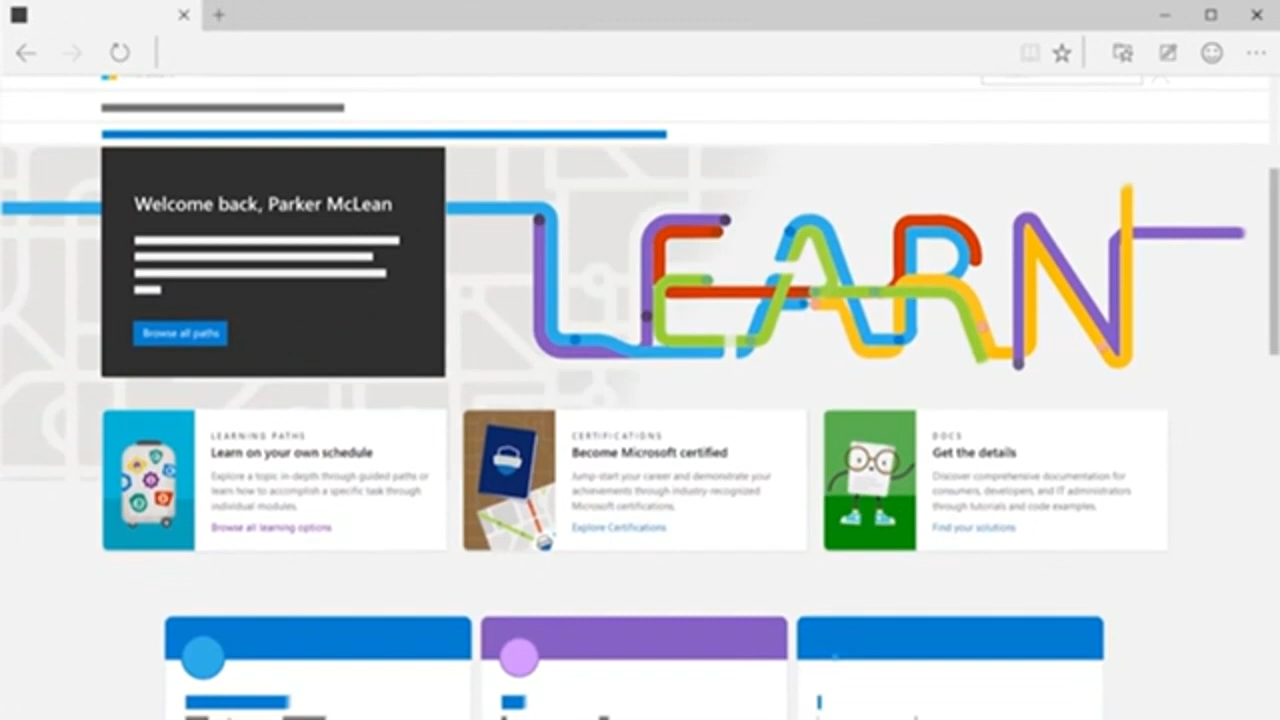 Welcome back, Parker McLean
Browse all paths
LEARN
LEARNING PATHS
Learn on your own schedule
Explore a topic in-depth through guided paths or
learn how to accomplish a specific task through
individual modules.
Browse all learning options
CERTIFICATIONS
Become Microsoft certified
Jump-start your career and demonstrate your
achievements through industry-recognized
Microsoft certifications.
Explore Certifications
DOCS
Get the details
Discover comprehensive documentation for
consumers, developers, and IT administrators
through tutorials and code examples.
Find your solutions